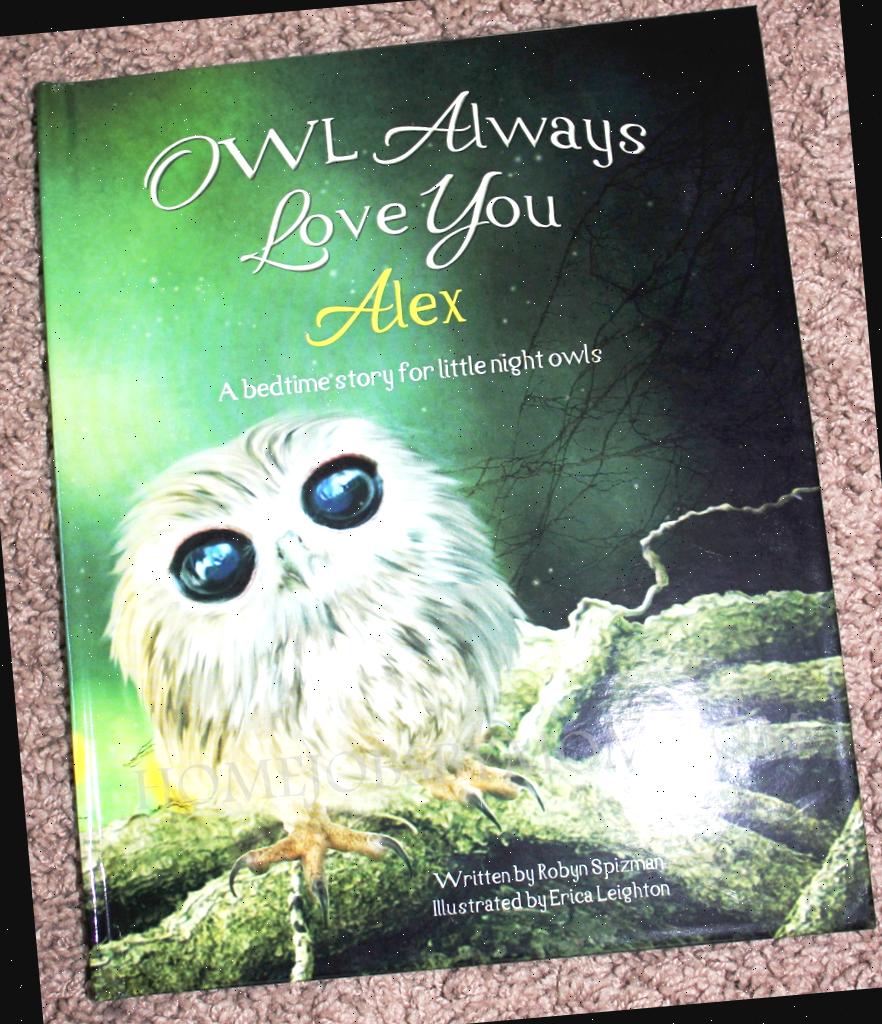 OWL Always
Love You
Alex
A bedtime story for little night owls
Written by Robyn Spizman
Illustrated by Erica Leighton